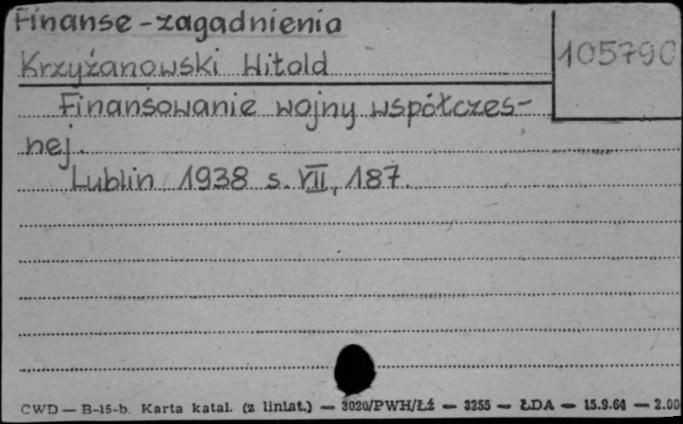 Finanse - zagadnienia
105790
Krzyżanowski Witold
Finansowanie wojny współczes-
nej.
Lublin 1938 s. VII, 187.
CWD — B-15-b. Karta katal. (z liniat.) — 3020/PWH/Łź — 3255 — ŁDA — 15.9.64 — 2.00